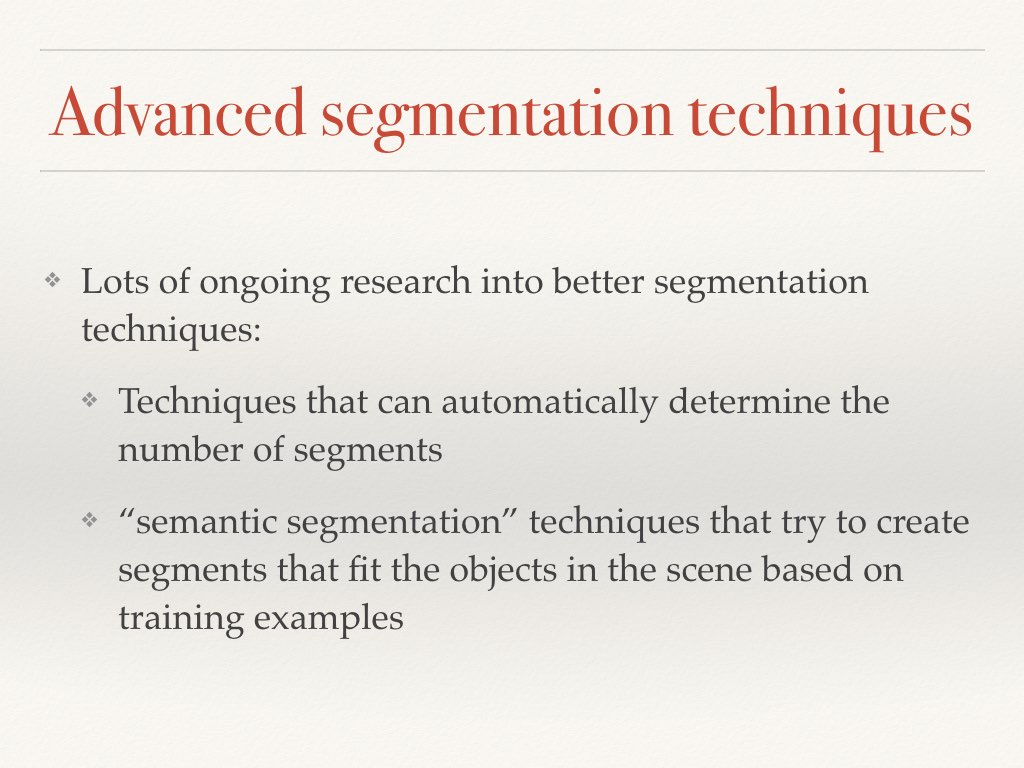 Advanced segmentation techniques
❖ Lots of ongoing research into better segmentation
techniques:
❖ Techniques that can automatically determine the
number of segments
❖ “semantic segmentation” techniques that try to create
segments that fit the objects in the scene based on
training examples